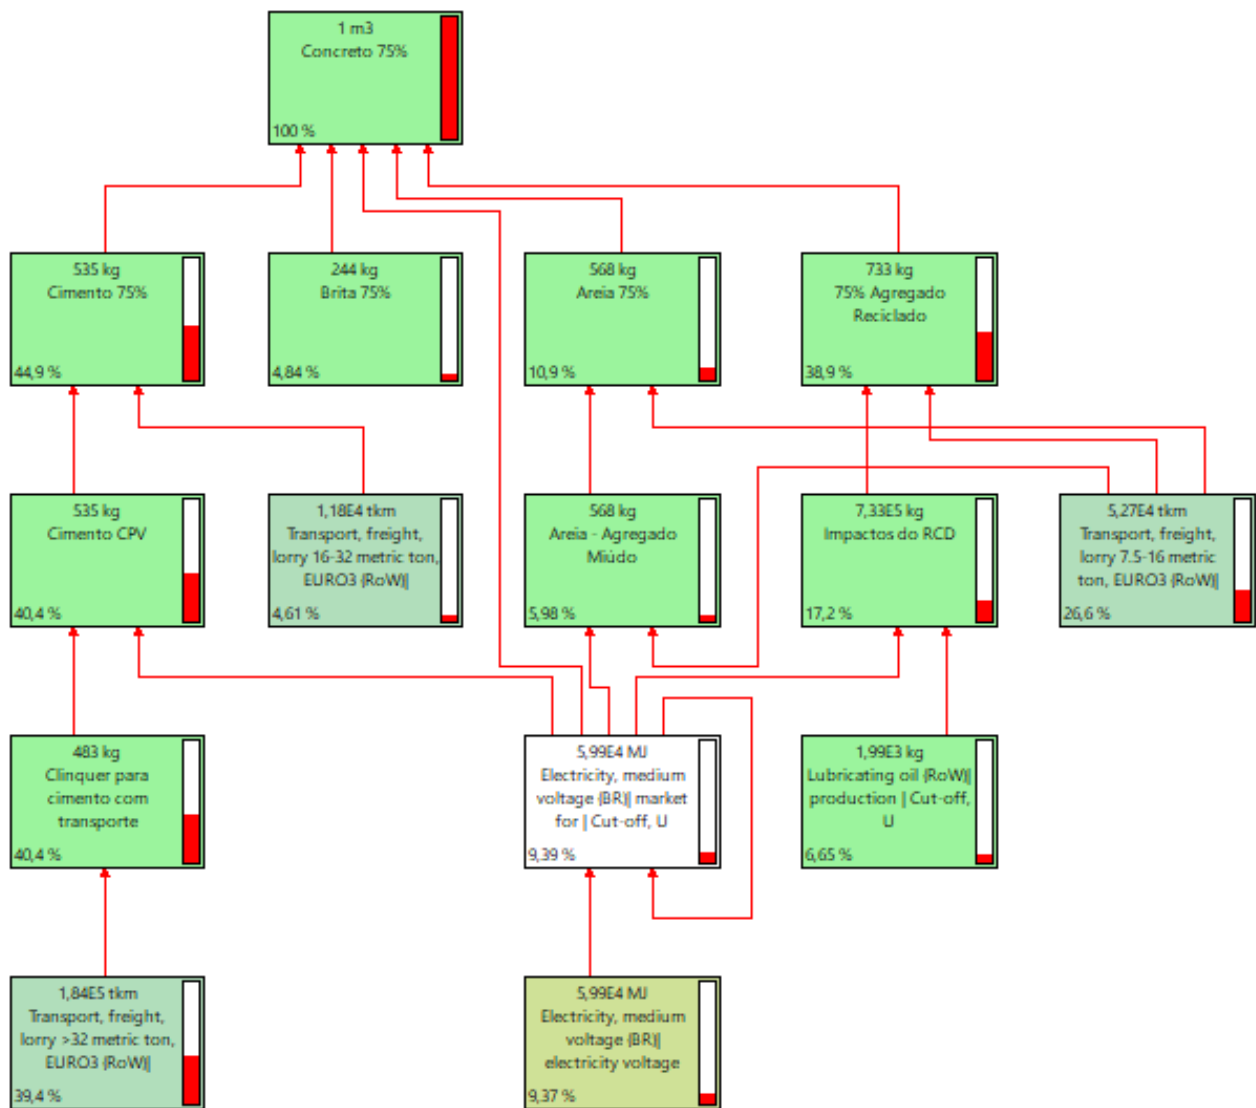 1 m3
Concreto 75%
100 %
535 kg
Cimento 75%
44,9 %
244 kg
Brita 75%
4,84 %
568 kg
Areia 75%
10,9 %
733 kg
75% Agregado
Reciclado
38,9 %
535 kg
Cimento CPV
40,4 %
1,18E4 tkm
Transport, freight,
lorry 16-32 metric ton,
EURO3 {RoW}|
4,61 %
568 kg
Areia - Agregado
Miúdo
5,98 %
7,33E5 kg
Impactos do RCD
17,2 %
5,27E4 tkm
Transport, freight,
lorry 7.5-16 metric
ton, EURO3 {RoW}|
26,6 %
483 kg
Clinquer para
cimento com
transporte
40,4 %
5,99E4 MJ
Electricity, medium
voltage {BR}| market
for | Cut-off, U
9,39 %
1,99E3 kg
Lubricating oil {RoW}|
production | Cut-off,
U
6,65 %
1,84E5 tkm
Transport, freight,
lorry >32 metric ton,
EURO3 {RoW}|
39,4 %
5,99E4 MJ
Electricity, medium
voltage {BR}|
electricity voltage
9,37 %